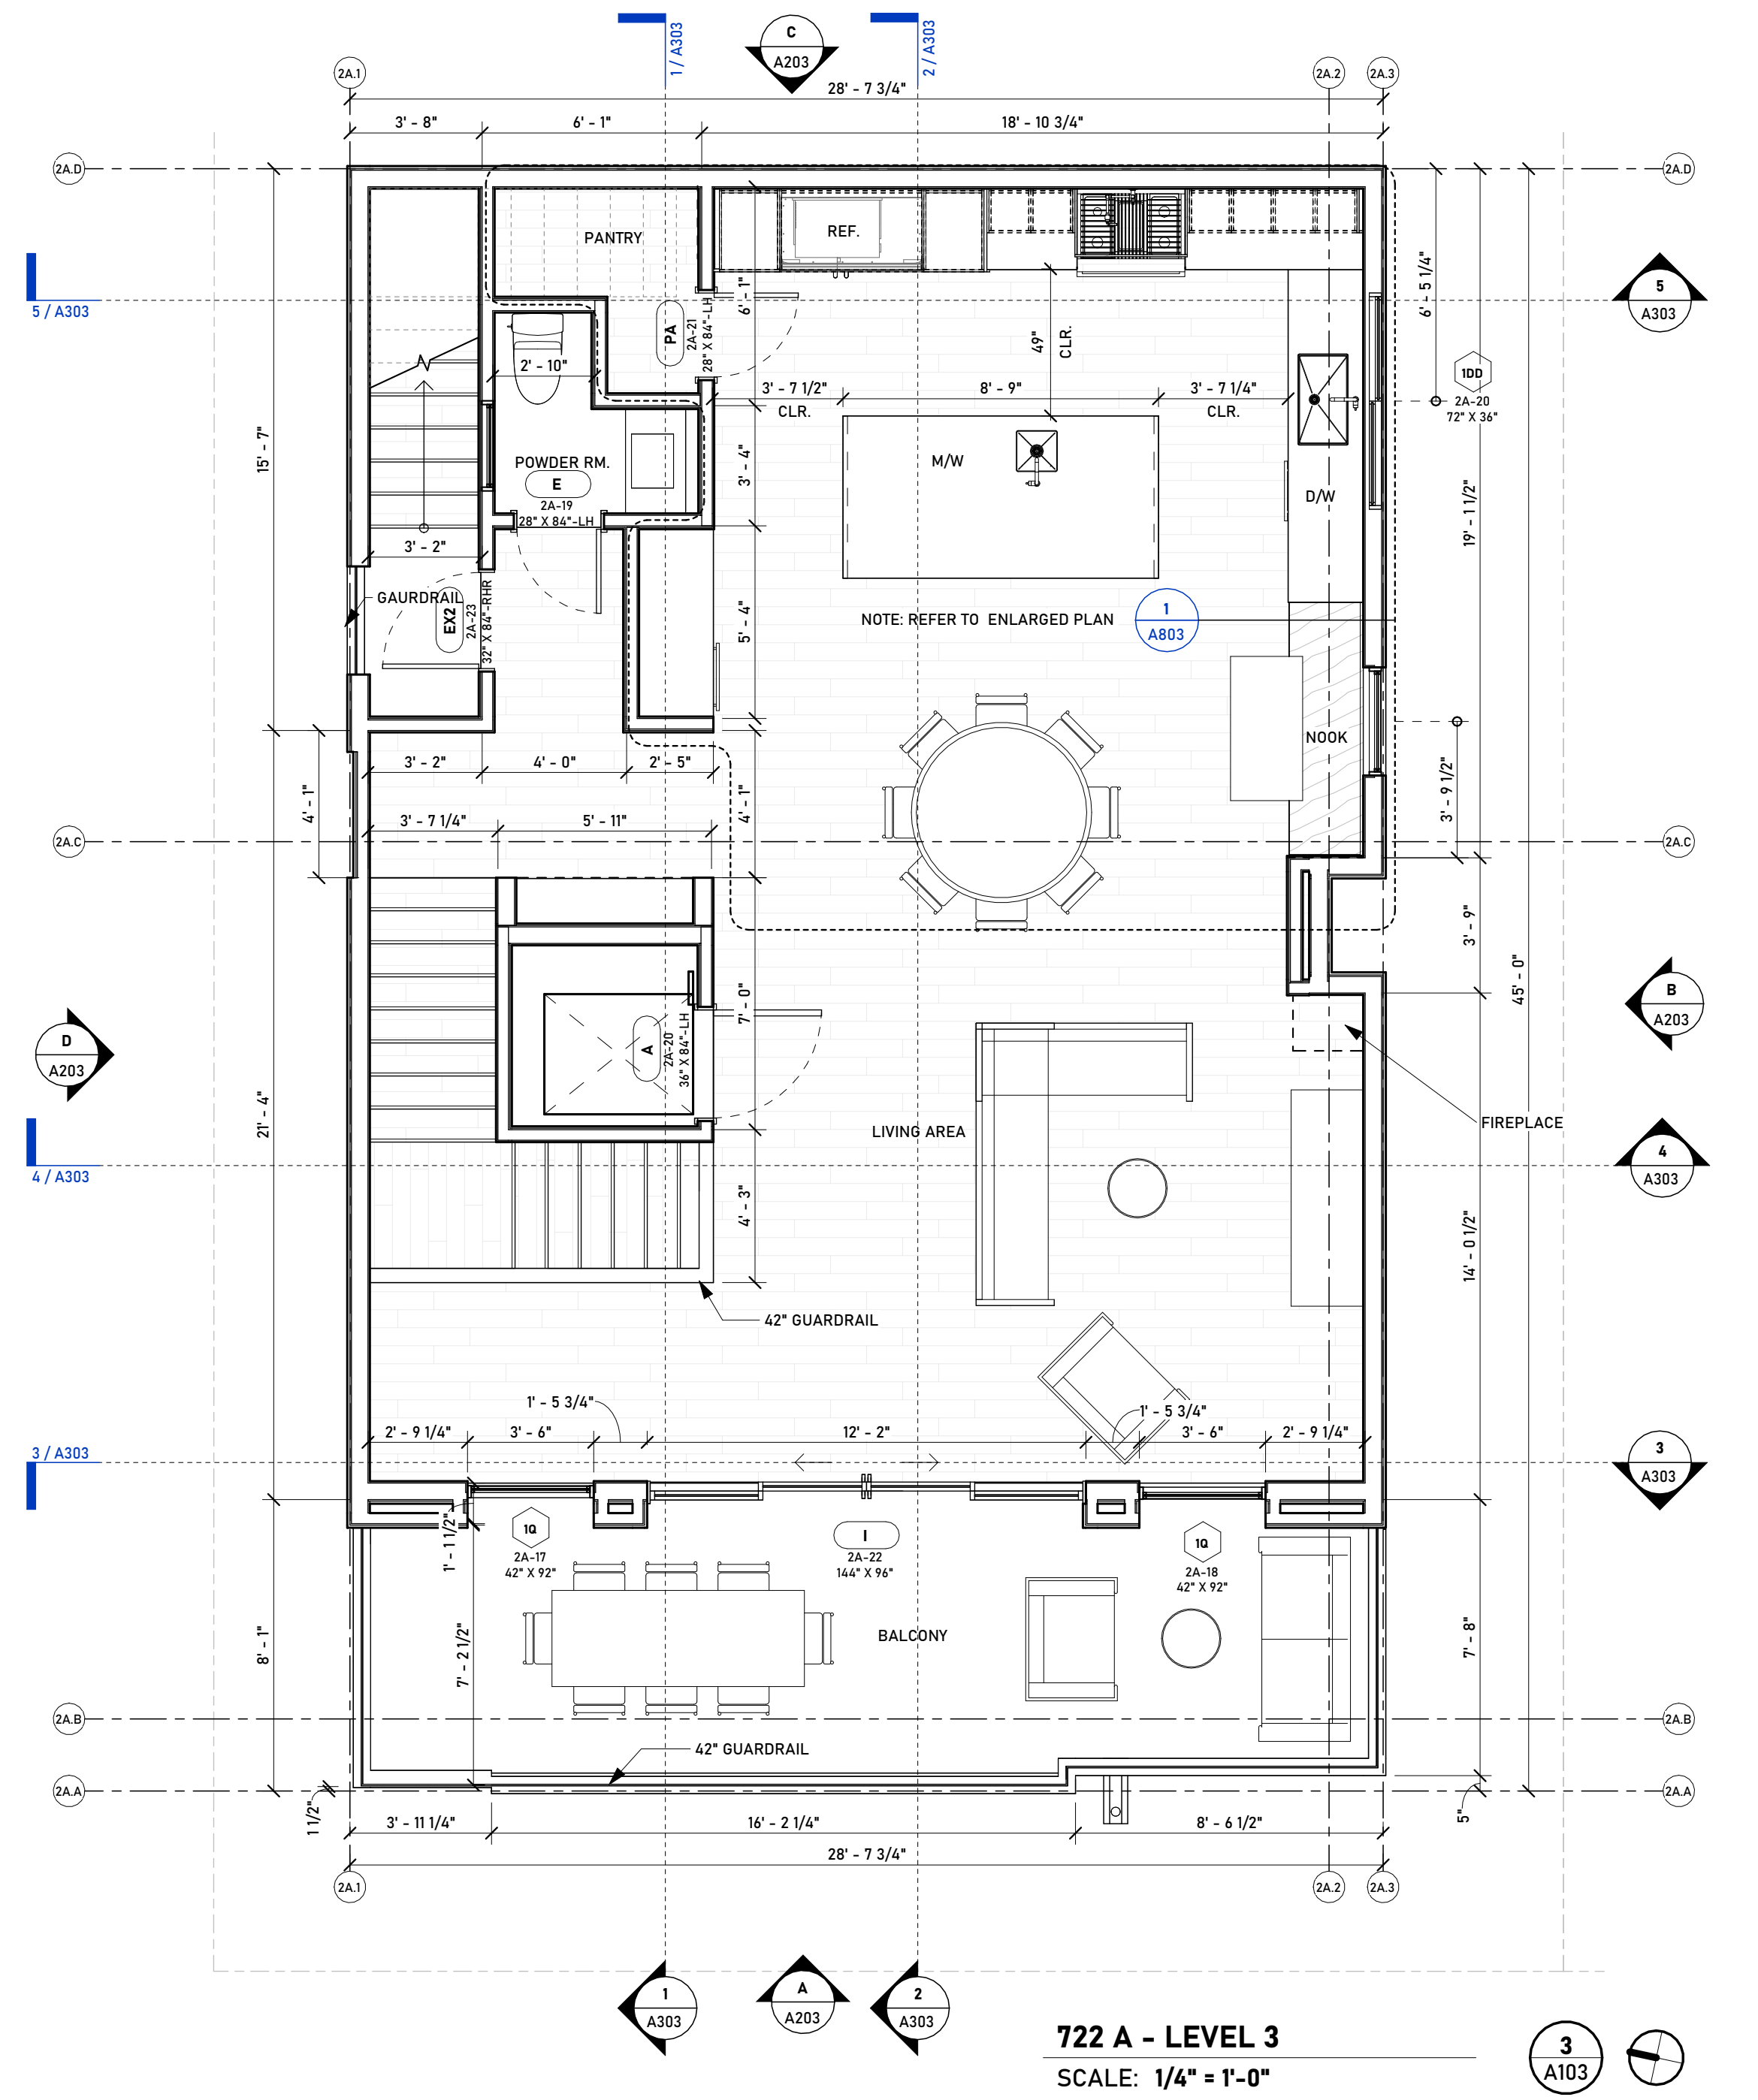 1 / A303
2 / A303
C
A203
2A.1
2A.2
2A.3
28' - 7 3/4"
3' - 8"
6' - 1"
18' - 10 3/4"
2A.D
2A.D
PANTRY
REF.
5 / A303
5
A303
6' - 1"
6' - 5 1/4"
PA
2A-21
28" X 84"-LH
49"
CLR.
2' - 10"
3' - 7 1/2"
CLR.
8' - 9"
3' - 7 1/4"
CLR.
1DD
2A-20
72" X 36"
15' - 7"
POWDER RM.
E
2A-19
28" X 84"-LH
3' - 4"
M/W
D/W
19' - 1 1/2"
3' - 2"
GAURDRAIL
EX2
2A-23
32" X 84"-RHR
5' - 4"
NOTE: REFER TO ENLARGED PLAN
1
A803
NOOK
3' - 2"
4' - 0"
2' - 5"
4' - 1"
4' - 1"
3' - 9 1/2"
3' - 7 1/4"
5' - 11"
2A.C
2A.C
3' - 9"
45' - 0"
7' - 0"
B
A203
D
A203
A
2A-20
36" X 84"-LH
21' - 4"
FIREPLACE
LIVING AREA
4 / A303
4
A303
4' - 3"
14' - 0 1/2"
42" GUARDRAIL
1' - 5 3/4"
1' - 5 3/4"
2' - 9 1/4"
3' - 6"
12' - 2"
3' - 6"
2' - 9 1/4"
3 / A303
3
A303
1' - 1 1/2"
1Q
2A-17
42" X 92"
I
2A-22
144" X 96"
1Q
2A-18
42" X 92"
8' - 1"
7' - 2 1/2"
BALCONY
7' - 8"
2A.B
2A.B
42" GUARDRAIL
2A.A
2A.A
1 1/2"
5"
3' - 11 1/4"
16' - 2 1/4"
8' - 6 1/2"
28' - 7 3/4"
2A.1
2A.2
2A.3
1
A303
A
A203
2
A303
722 A - LEVEL 3
SCALE: 1/4" = 1'-0"
3
A103